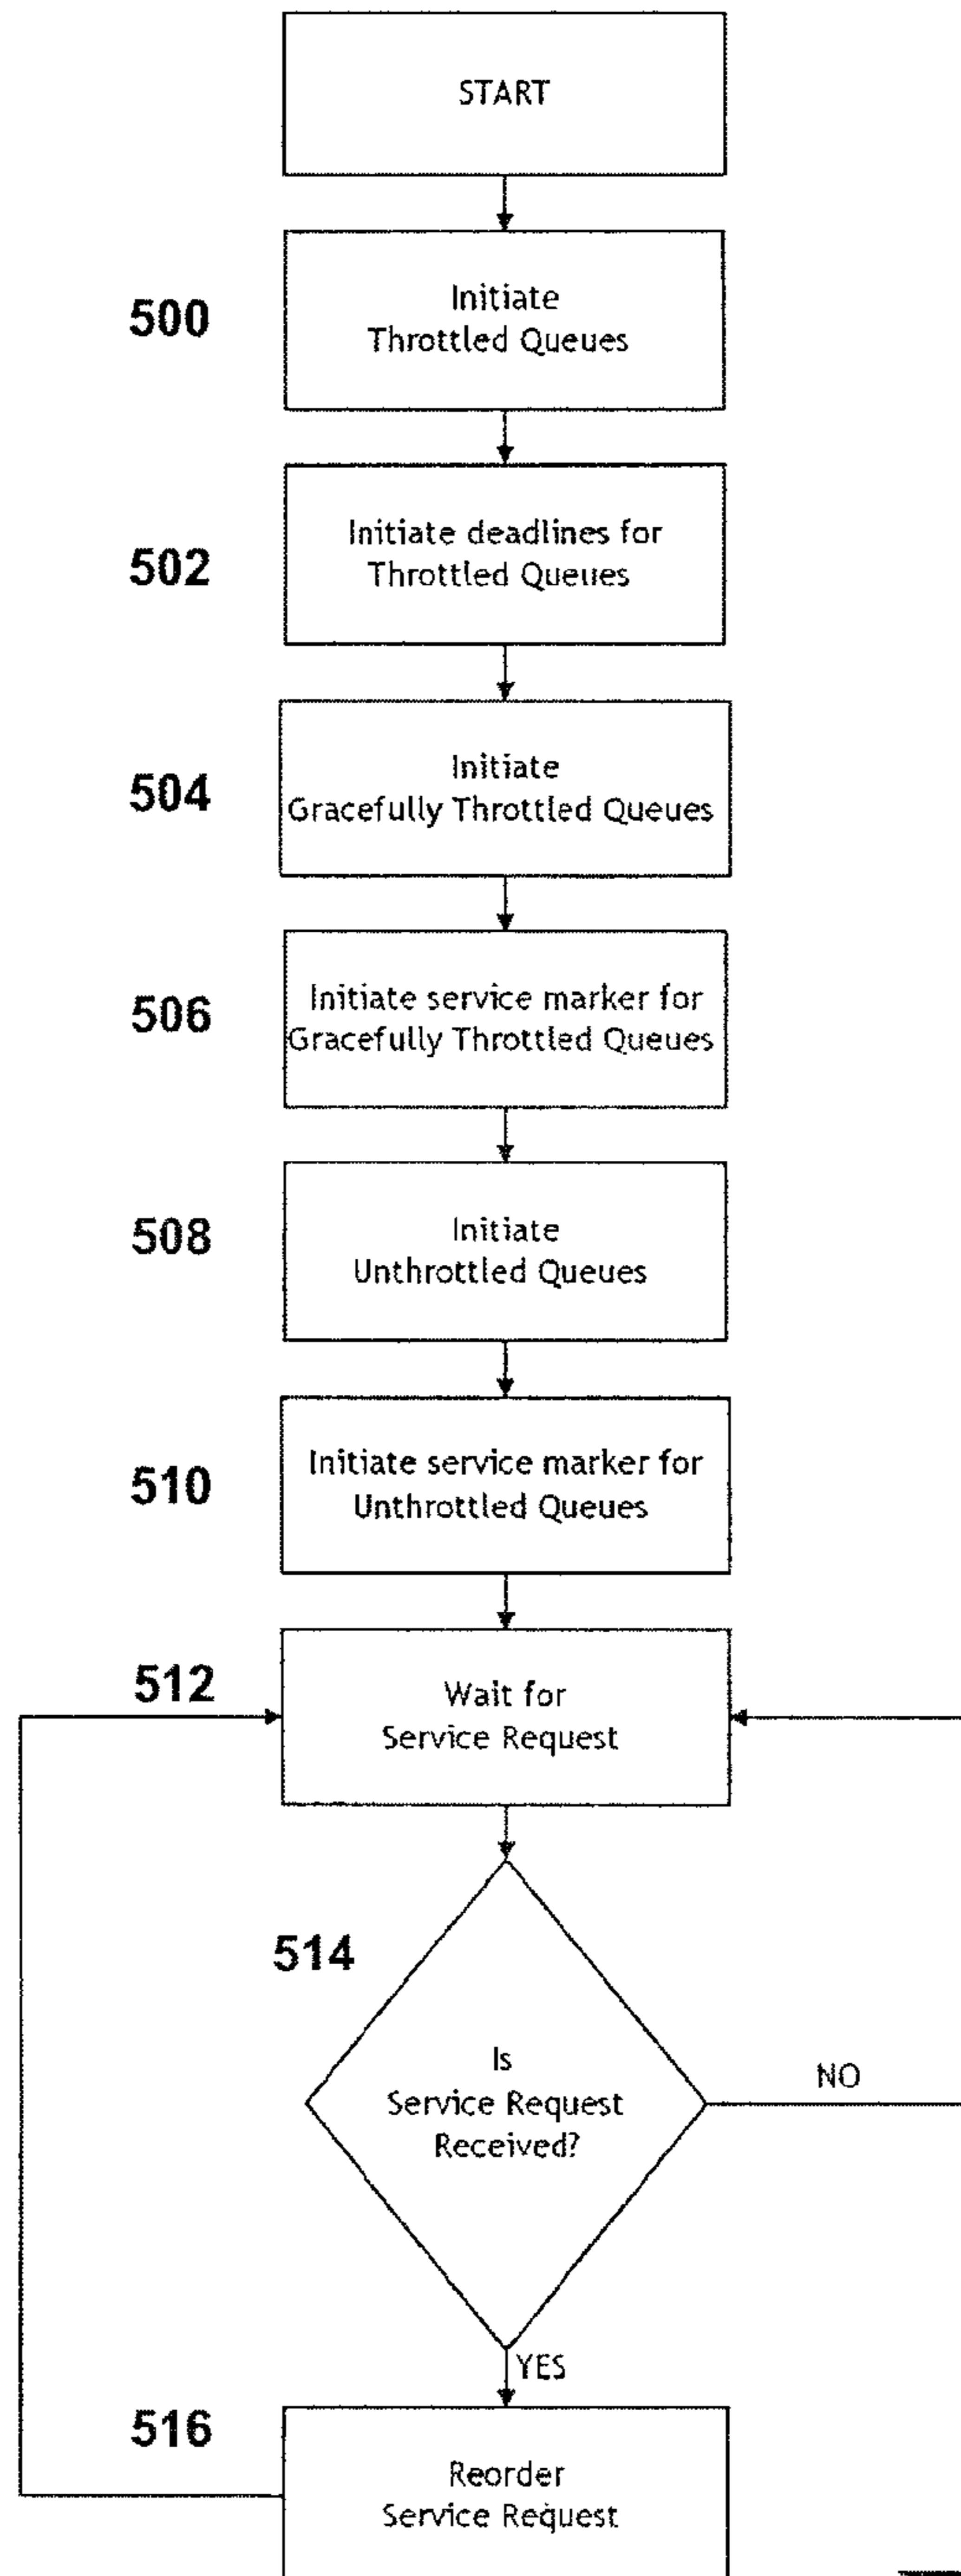 START
500
Initiate
Throttled Queues
502
Initiate deadlines for
Throttled Queues
504
Initiate
Gracefully Throttled Queues
506
Initiate service marker for
Gracefully Throttled Queues
508
Initiate
Unthrottled Queues
510
Initiate service marker for
Unthrottled Queues
512
Wait for
Service Request
514
Is
Service Request
Received?
NO
YES
516
Reorder
Service Request